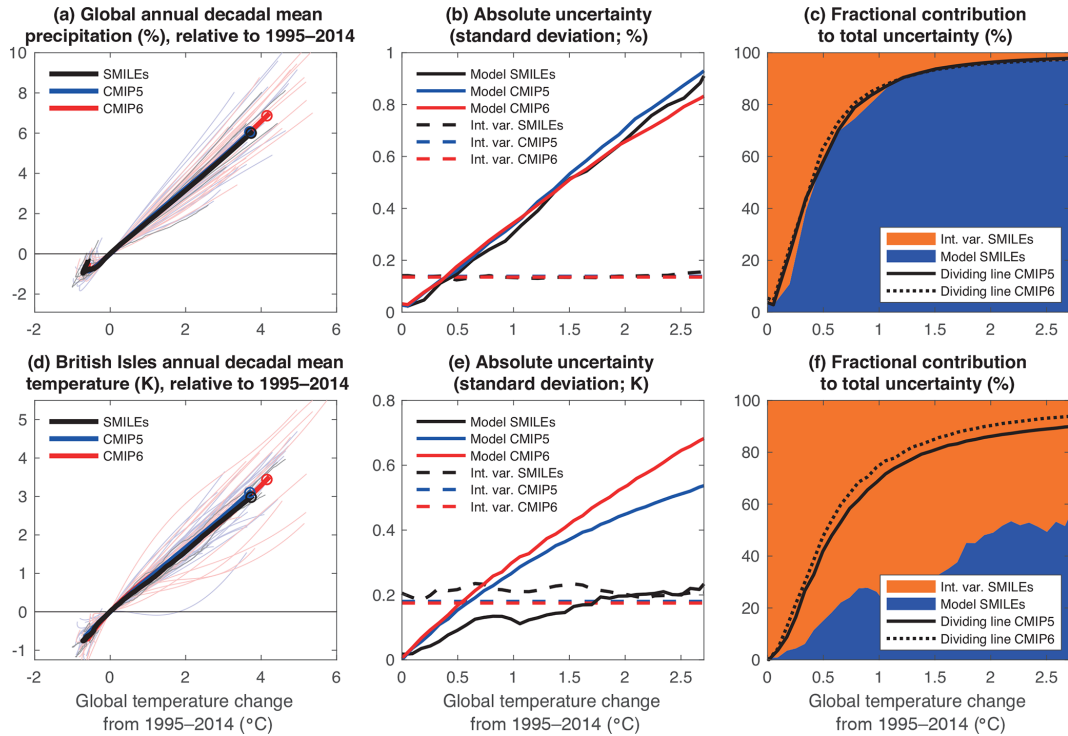 (a) Global annual decadal mean
precipitation (%), relative to 1995–2014
10
8
6
4
2
0
-2
-2
0
2
4
6
SMILEs
CMIP5
CMIP6
(b) Absolute uncertainty
(standard deviation; %)
1
0.8
0.6
0.4
0.2
0
0
0.5
1
1.5
2
2.5
Model SMILEs
Model CMIP5
Model CMIP6
Int. var. SMILEs
Int. var. CMIP5
Int. var. CMIP6
(c) Fractional contribution
to total uncertainty (%)
100
80
60
40
20
0
0
0.5
1
1.5
2
2.5
Int. var. SMILEs
Model SMILEs
Dividing line CMIP5
Dividing line CMIP6
(d) British Isles annual decadal mean
temperature (K), relative to 1995–2014
5
4
3
2
1
0
-1
-2
0
2
4
6
SMILEs
CMIP5
CMIP6
Global temperature change
from 1995–2014 (°C)
(e) Absolute uncertainty
(standard deviation; K)
0.8
0.6
0.4
0.2
0
0
0.5
1
1.5
2
2.5
Model SMILEs
Model CMIP5
Model CMIP6
Int. var. SMILEs
Int. var. CMIP5
Int. var. CMIP6
Global temperature change
from 1995–2014 (°C)
(f) Fractional contribution
to total uncertainty (%)
100
80
60
40
20
0
0
0.5
1
1.5
2
2.5
Int. var. SMILEs
Model SMILEs
Dividing line CMIP5
Dividing line CMIP6
Global temperature change
from 1995–2014 (°C)